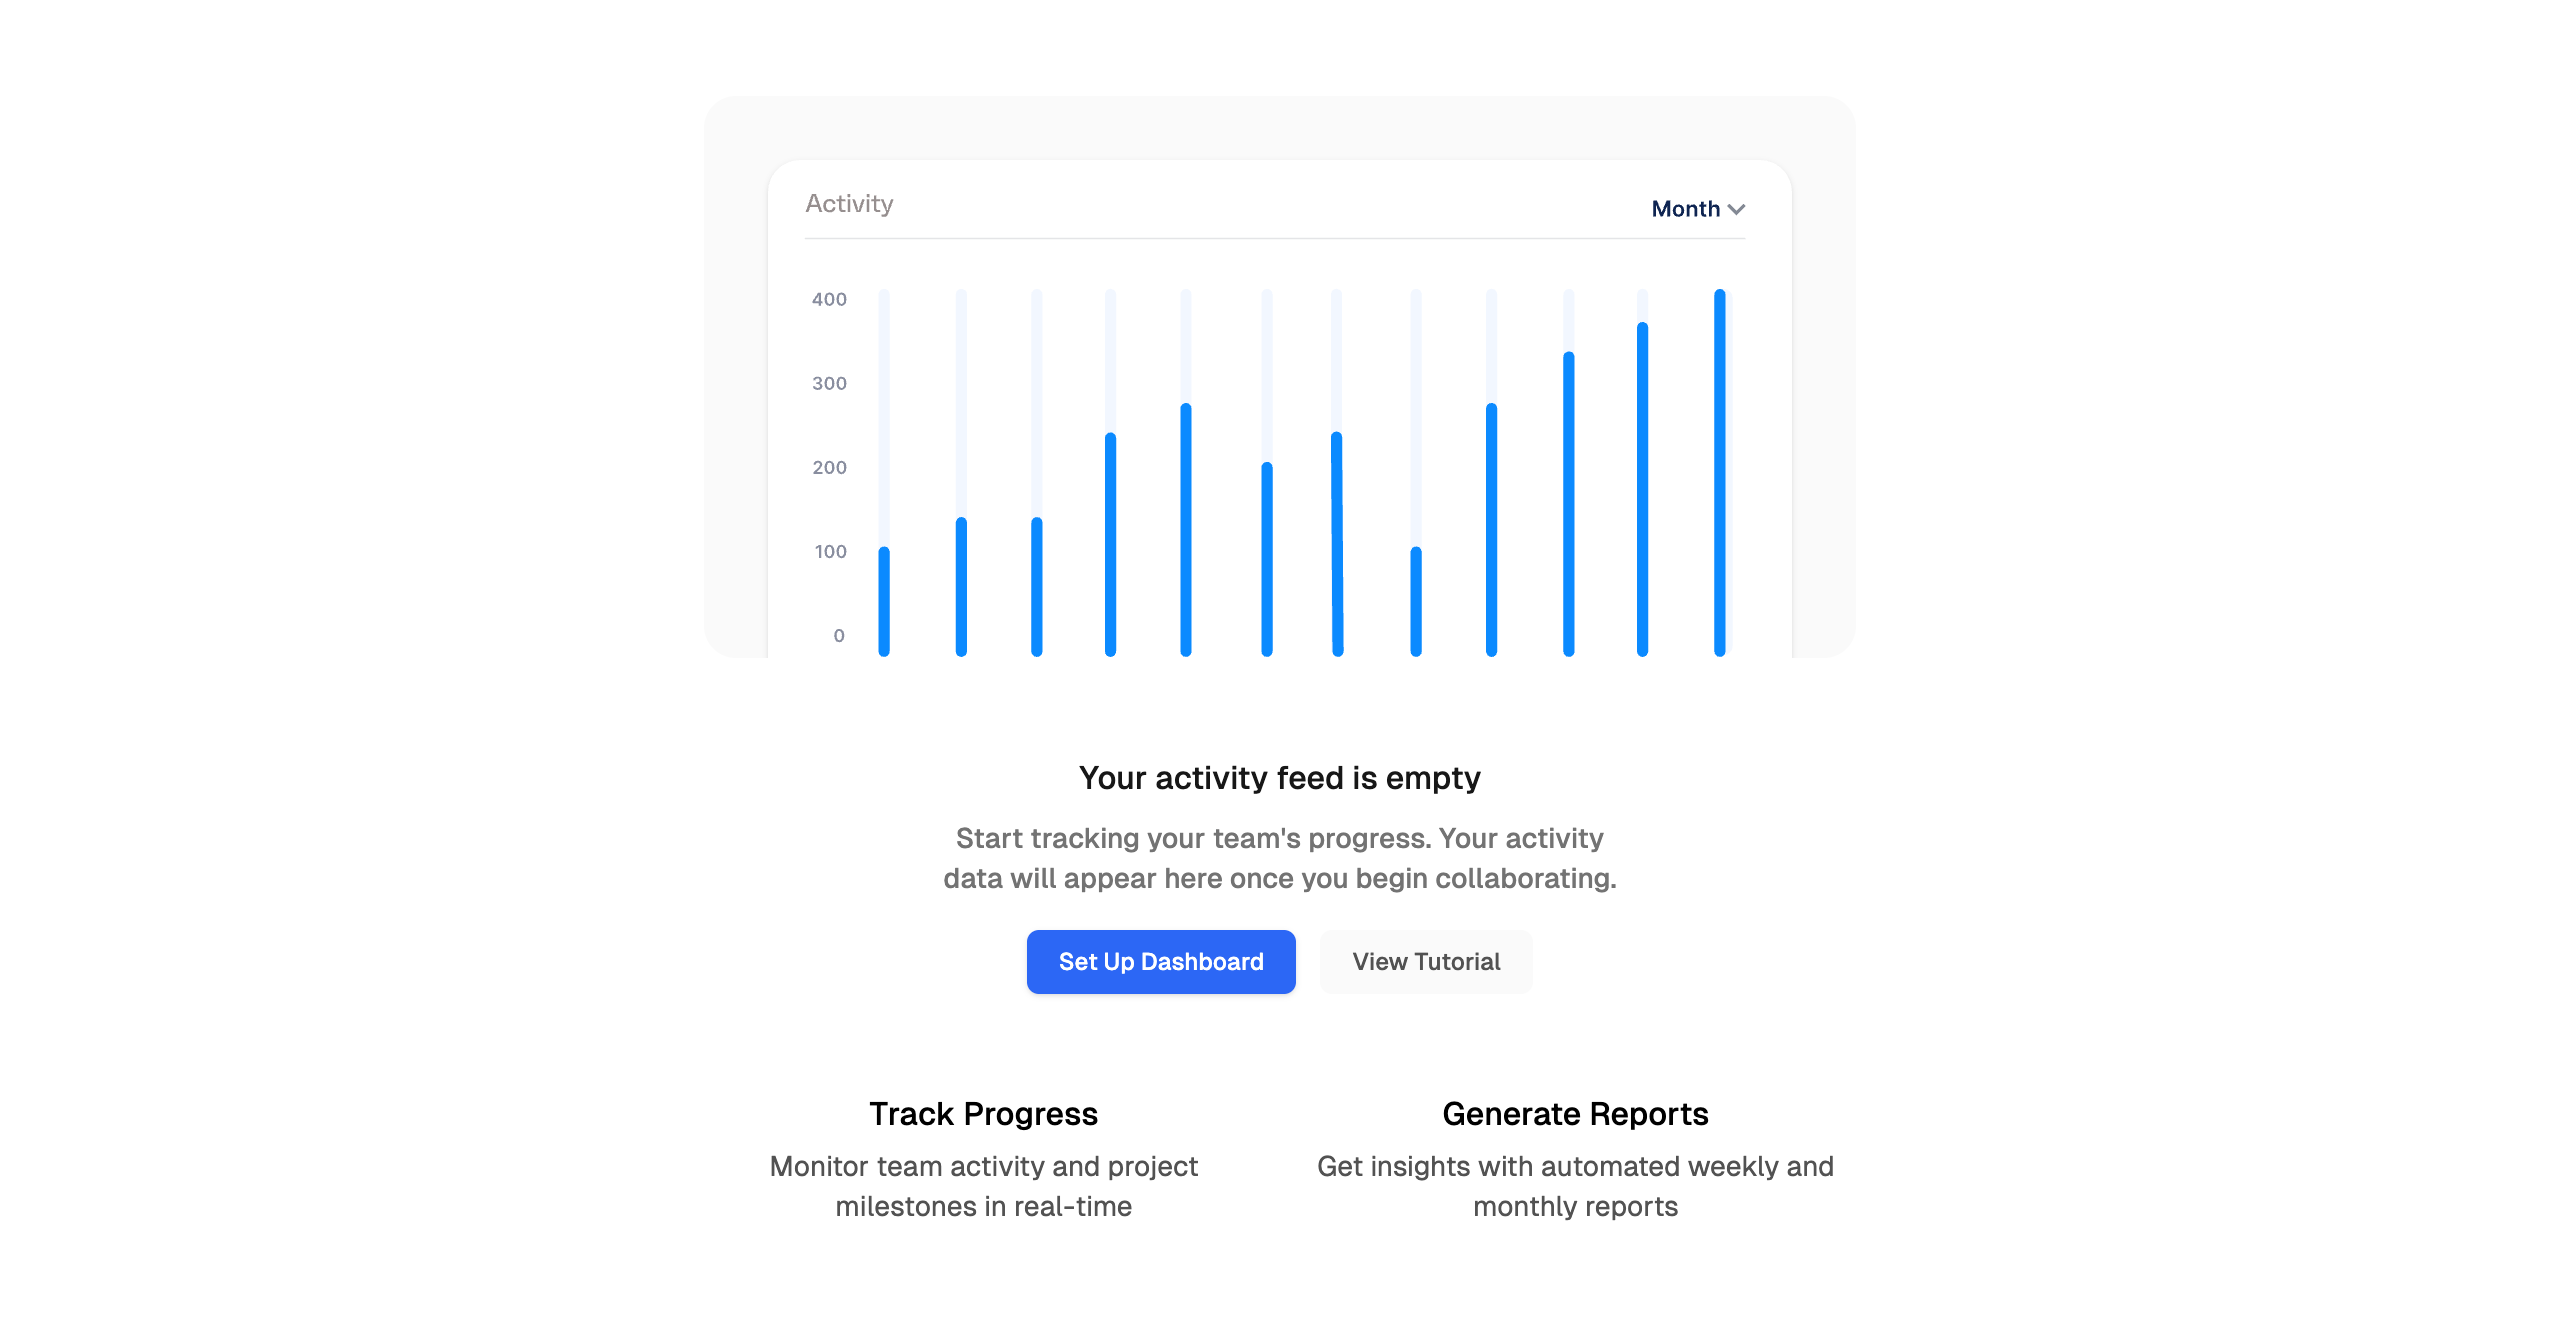 Activity
Month
400
300
200
100
0
Your activity feed is empty
Start tracking your team's progress. Your activity
data will appear here once you begin collaborating.
Set Up Dashboard
View Tutorial
Track Progress
Monitor team activity and project
milestones in real-time
Generate Reports
Get insights with automated weekly and
monthly reports